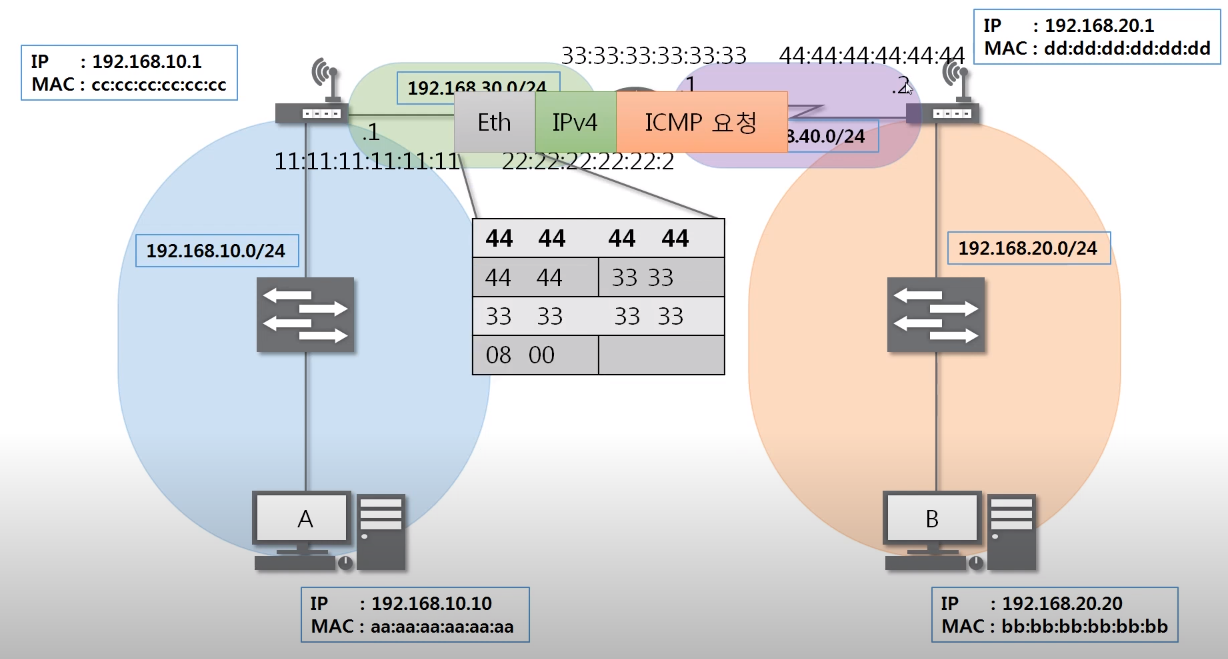 IP : 192.168.20.1
MAC : dd:dd:dd:dd:dd:dd
IP : 192.168.10.1
MAC : cc:cc:cc:cc:cc:cc
33:33:33:33:33:33 44:44:44:44:44:44
192.168.30.0/24
.1
.2
Eth IPv4 ICMP 요청
.1
8.40.0/24
11:11:11:11:11:11 22:22:22:22:22:2
44 44 44 44
44 44 33 33
33 33 33 33
08 00
192.168.10.0/24
192.168.20.0/24
A
B
IP : 192.168.10.10
MAC : aa:aa:aa:aa:aa:aa
IP : 192.168.20.20
MAC : bb:bb:bb:bb:bb:bb